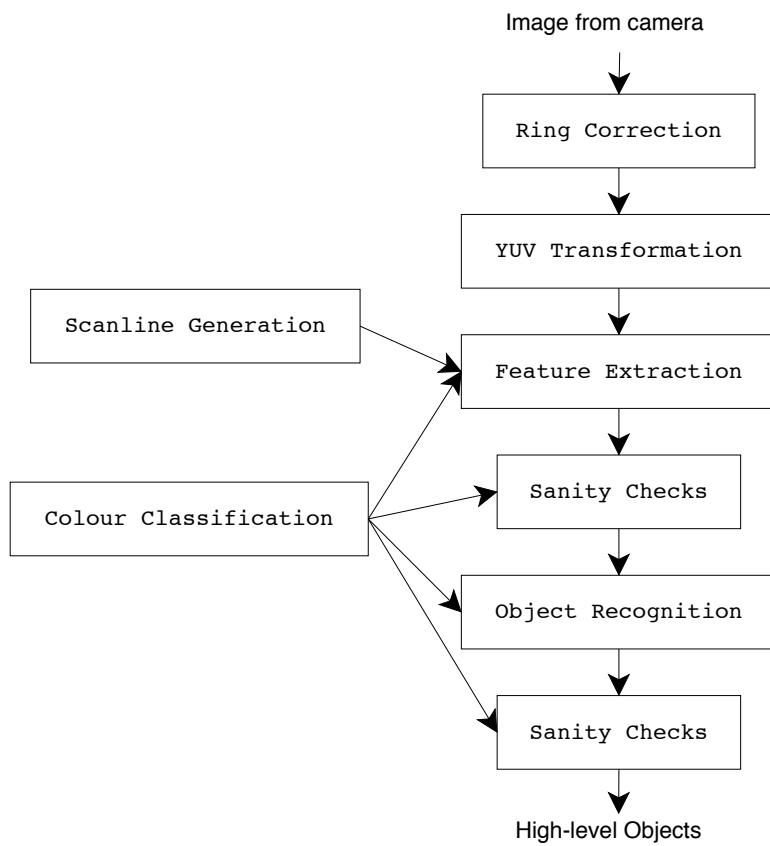 Image from camera
Ring Correction
YUV Transformation
Scanline Generation
Feature Extraction
Sanity Checks
Colour Classification
Object Recognition
Sanity Checks
High-level Objects